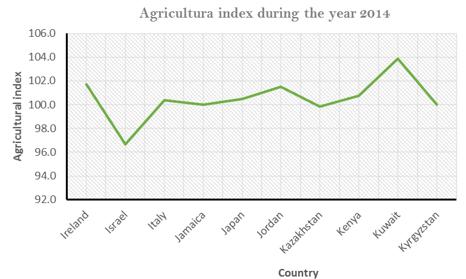 Agricultura index during the year 2014
Agricultural index
106.0
104.0
102.0
100.0
98.0
96.0
94.0
92.0
Ireland
Israel
Italy
Jamaica
Japan
Jordan
Kazakhstan
Kenya
Kuwait
Kyrgyzstan
Country